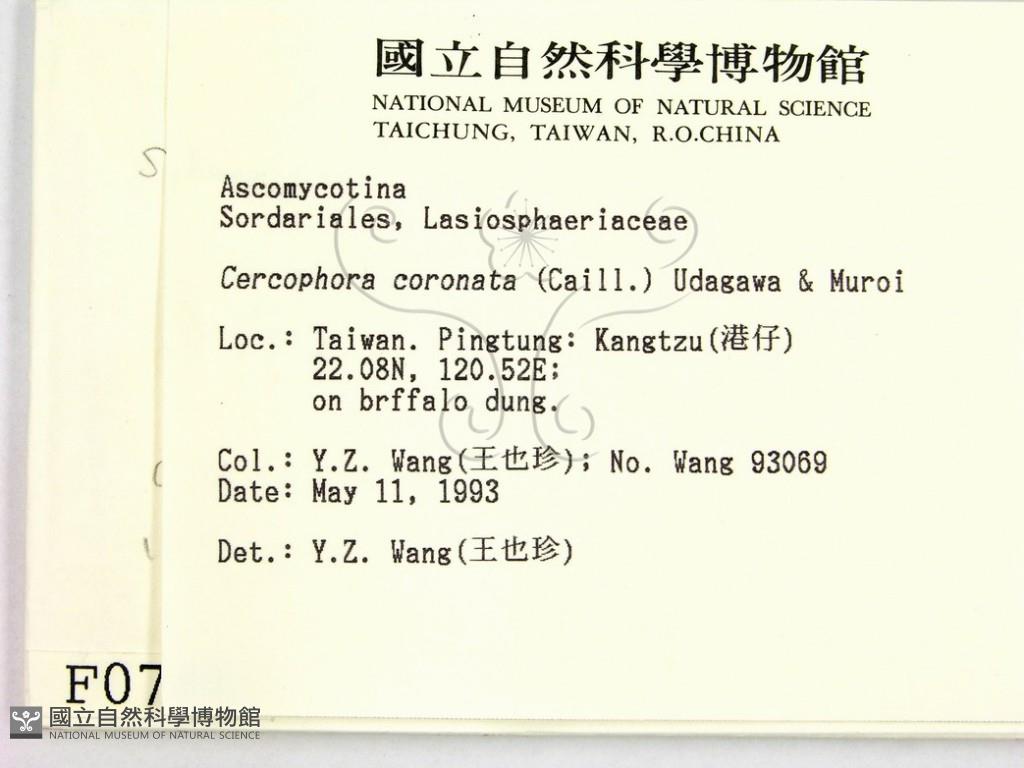 國立自然科學博物館
NATIONAL MUSEUM OF NATURAL SCIENCE
TAICHUNG, TAIWAN, R.O.CHINA
Ascomycotina
Sordariales, Lasiosphaeriaceae
Cercophora coronata (Caill.) Udagawa & Muroi
Loc.: Taiwan. Pingtung: Kangtzu(港仔)
22.08N, 120.52E;
on brffalo dung.
Col.: Y.Z. Wang(王也珍); No. Wang 93069
Date: May 11, 1993
Det.: Y.Z. Wang(王也珍)
F07
國立自然科學博物館
NATIONAL MUSEUM OF NATURAL SCIENCE